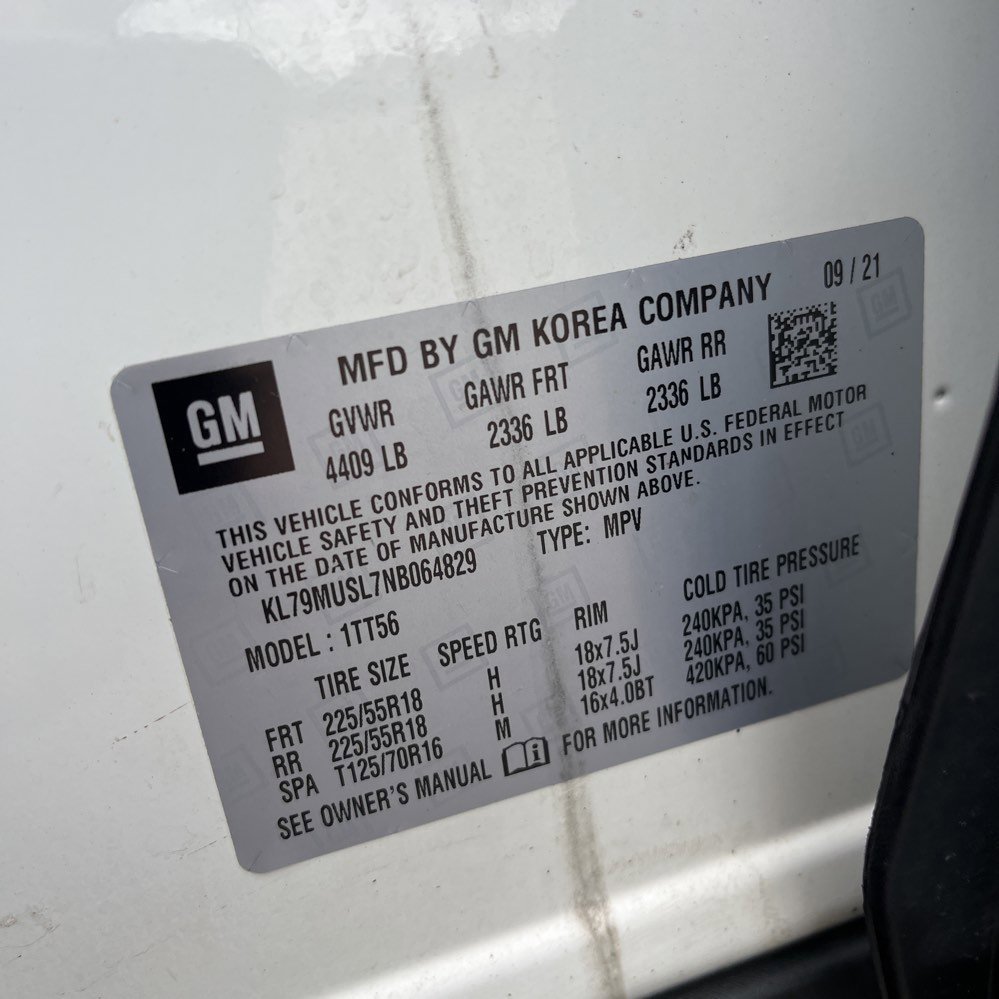 MFD BY GM KOREA COMPANY 09 / 21
GM
GVWR GAWR FRT GAWR RR
4409 LB 2336 LB 2336 LB
THIS VEHICLE CONFORMS TO ALL APPLICABLE U.S. FEDERAL MOTOR
VEHICLE SAFETY AND THEFT PREVENTION STANDARDS IN EFFECT
ON THE DATE OF MANUFACTURE SHOWN ABOVE.
KL79MUSL7NB064829 TYPE: MPV
MODEL : 1TT56
TIRE SIZE SPEED RTG RIM COLD TIRE PRESSURE
FRT 225/55R18 H 18x7.5J 240KPA, 35 PSI
RR 225/55R18 H 18x7.5J 240KPA, 35 PSI
SPA T125/70R16 M 16x4.0BT 420KPA, 60 PSI
SEE OWNER'S MANUAL FOR MORE INFORMATION.